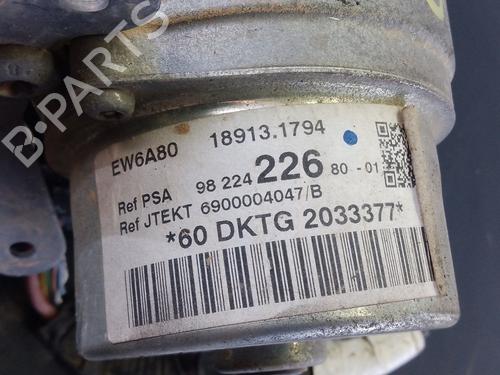 B-PARTS
EW6A80 18913.1794
Ref PSA 98 224 226 80 - 01
Ref JTEKT 6900004047/B
*60 DKTG 2033377*